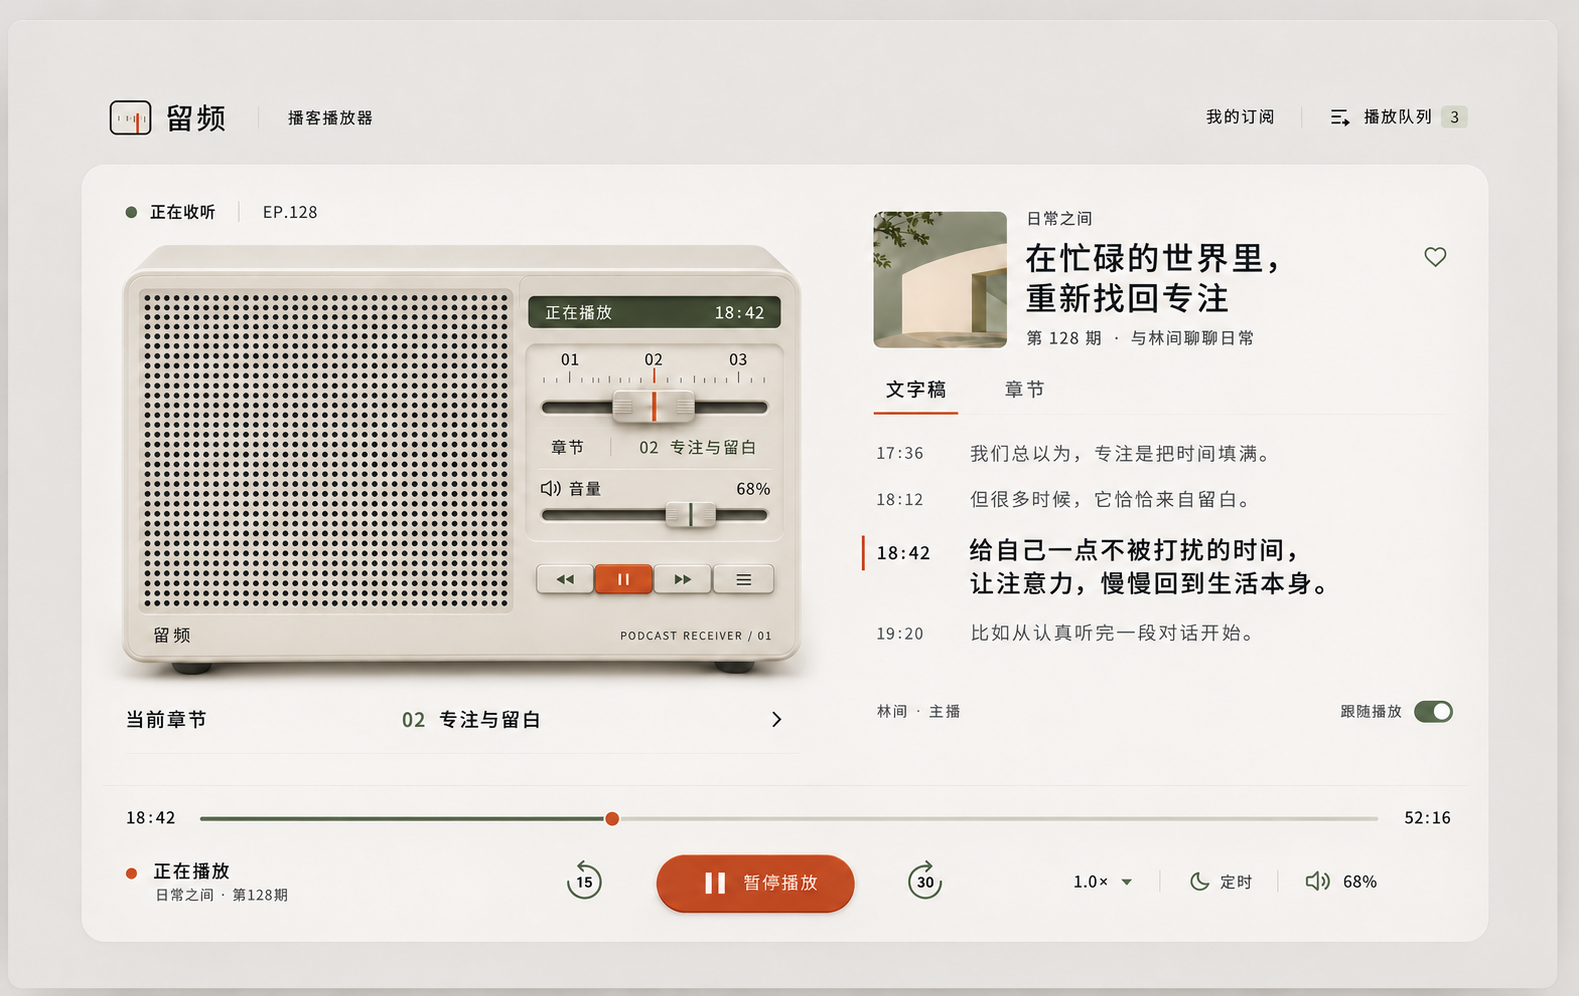 留频
播客播放器
我的订阅
播放队列 3
正在收听
EP.128
正在播放 18:42
01 02 03
章节 02 专注与留白
音量 68%
留频
PODCAST RECEIVER / 01
当前章节 02 专注与留白
日常之间
在忙碌的世界里，
重新找回专注
第 128 期 · 与林间聊聊日常
文字稿 章节
17:36 我们总以为，专注是把时间填满。
18:12 但很多时候，它恰恰来自留白。
18:42 给自己一点不被打扰的时间，
让注意力，慢慢回到生活本身。
19:20 比如从认真听完一段对话开始。
林间 · 主播
跟随播放
18:42 52:16
正在播放
日常之间 · 第128期
15
暂停播放
30
1.0×
定时
68%